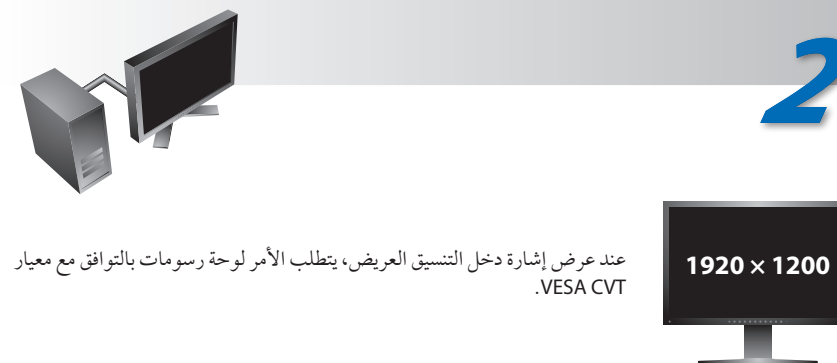 2
1920 × 1200
عند عرض إشارة دخل التنسيق العريض، يتطلب الأمر لوحة رسومات بالتوافق مع معيار
VESA CVT.